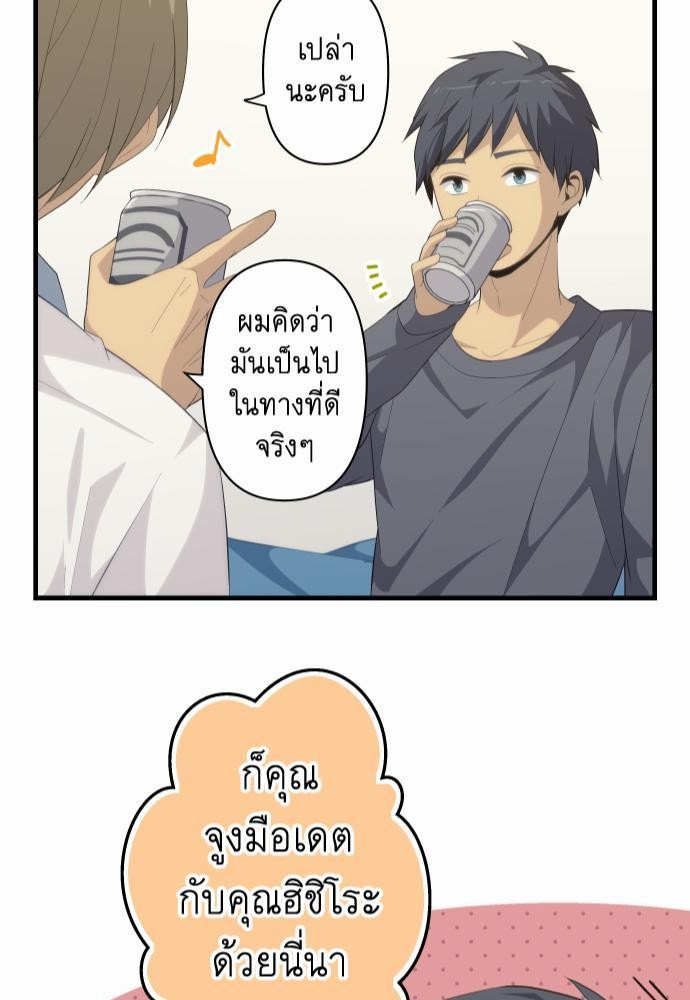 เปล่า
นะครับ
ผมคิดว่า
มันเป็นไป
ในทางที่ดี
จริงๆ
ก็คุณ
จูงมือเดต
กับคุณฮิชิโระ
ด้วยนี่นา